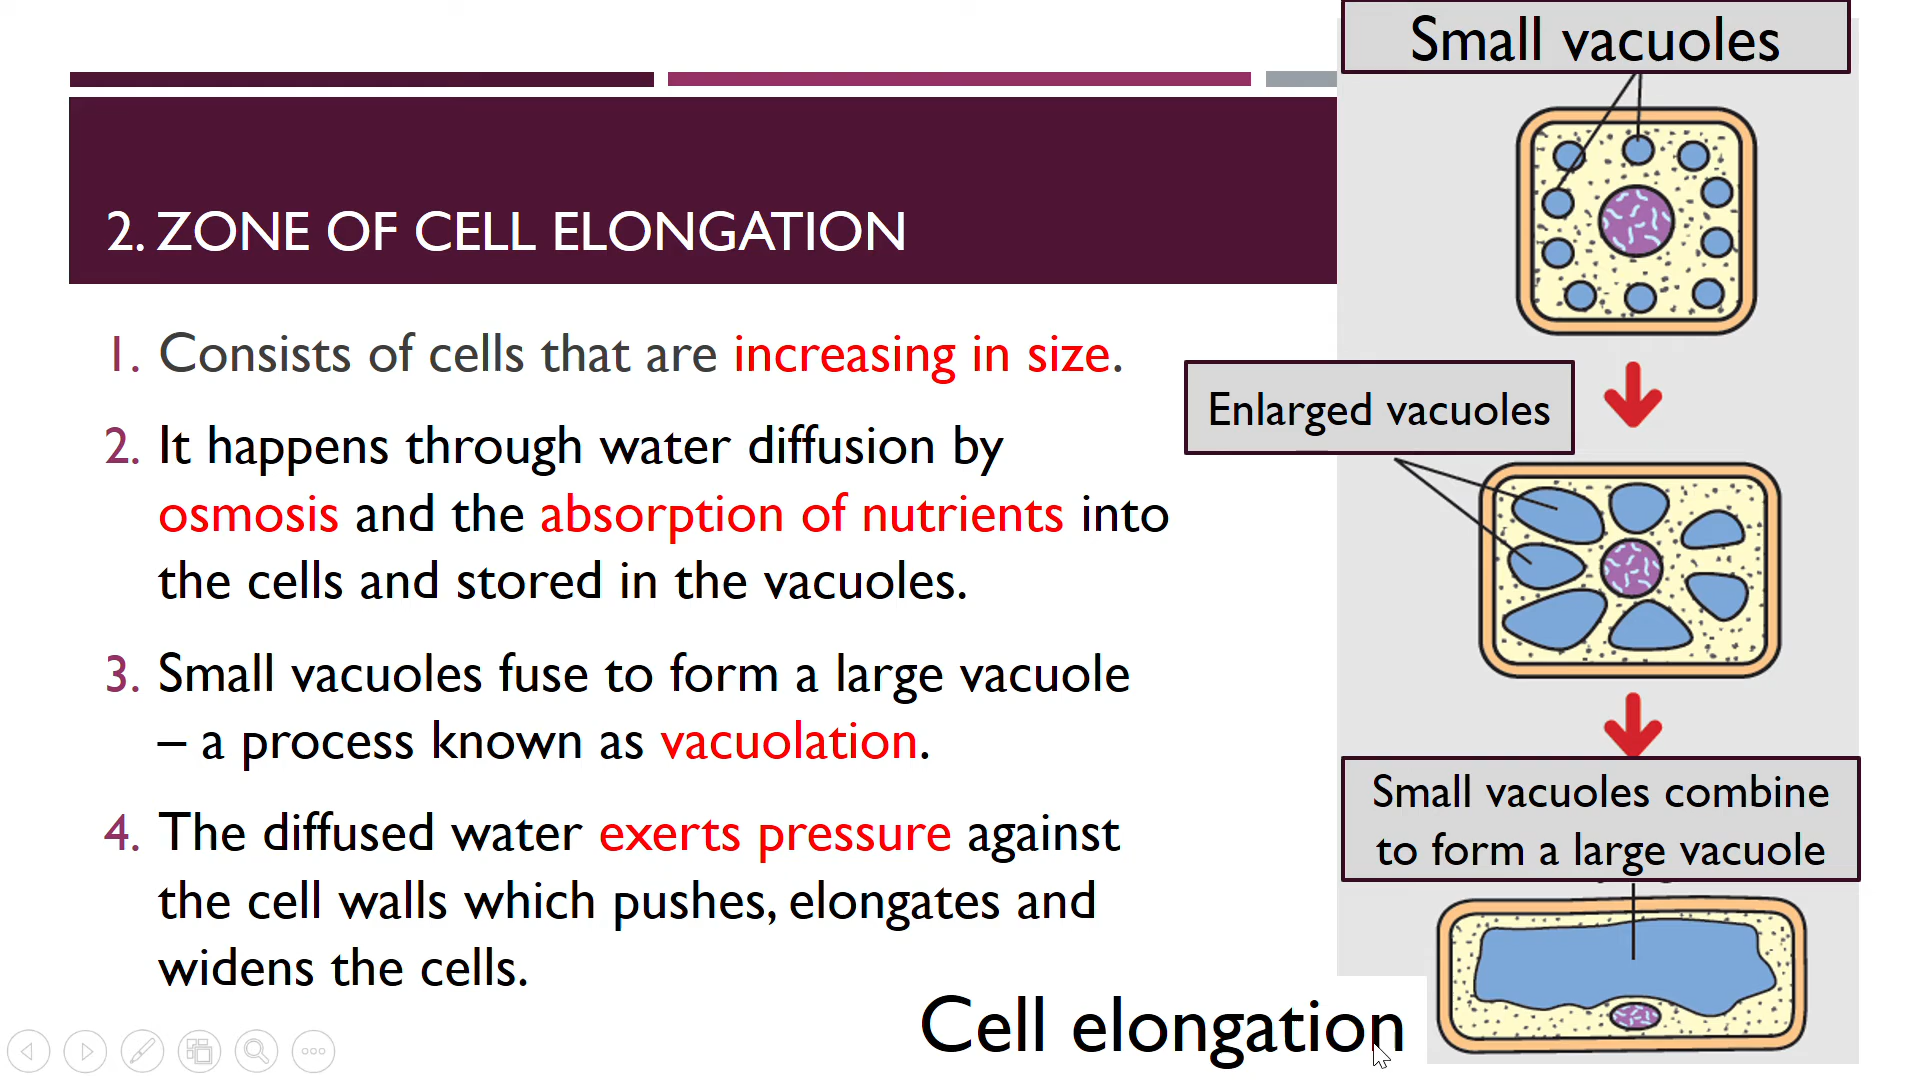 Small vacuoles
2. ZONE OF CELL ELONGATION
1. Consists of cells that are increasing in size.
2. It happens through water diffusion by
osmosis and the absorption of nutrients into
the cells and stored in the vacuoles.
3. Small vacuoles fuse to form a large vacuole
– a process known as vacuolation.
4. The diffused water exerts pressure against
the cell walls which pushes, elongates and
widens the cells.
Enlarged vacuoles
Small vacuoles combine
to form a large vacuole
Cell elongation